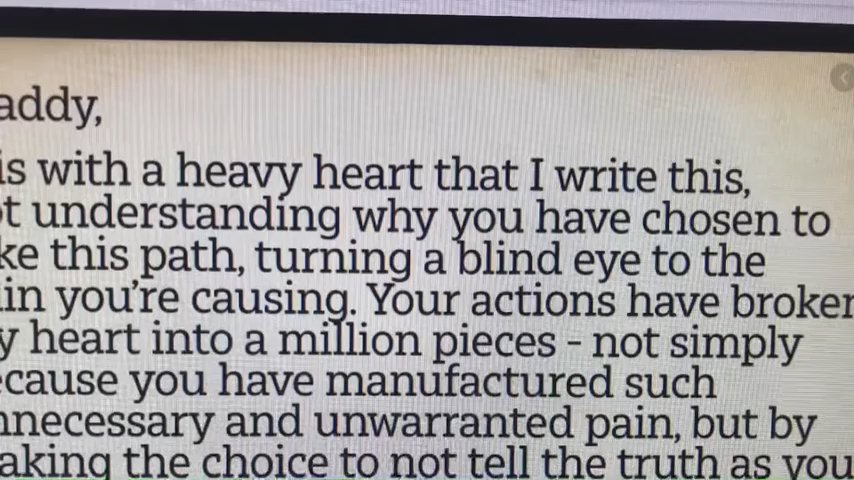 addy,
is with a heavy heart that I write this,
t understanding why you have chosen to
ke this path, turning a blind eye to the
in you're causing. Your actions have broken
y heart into a million pieces - not simply
cause you have manufactured such
nnecessary and unwarranted pain, but by
aking the choice to not tell the truth as you